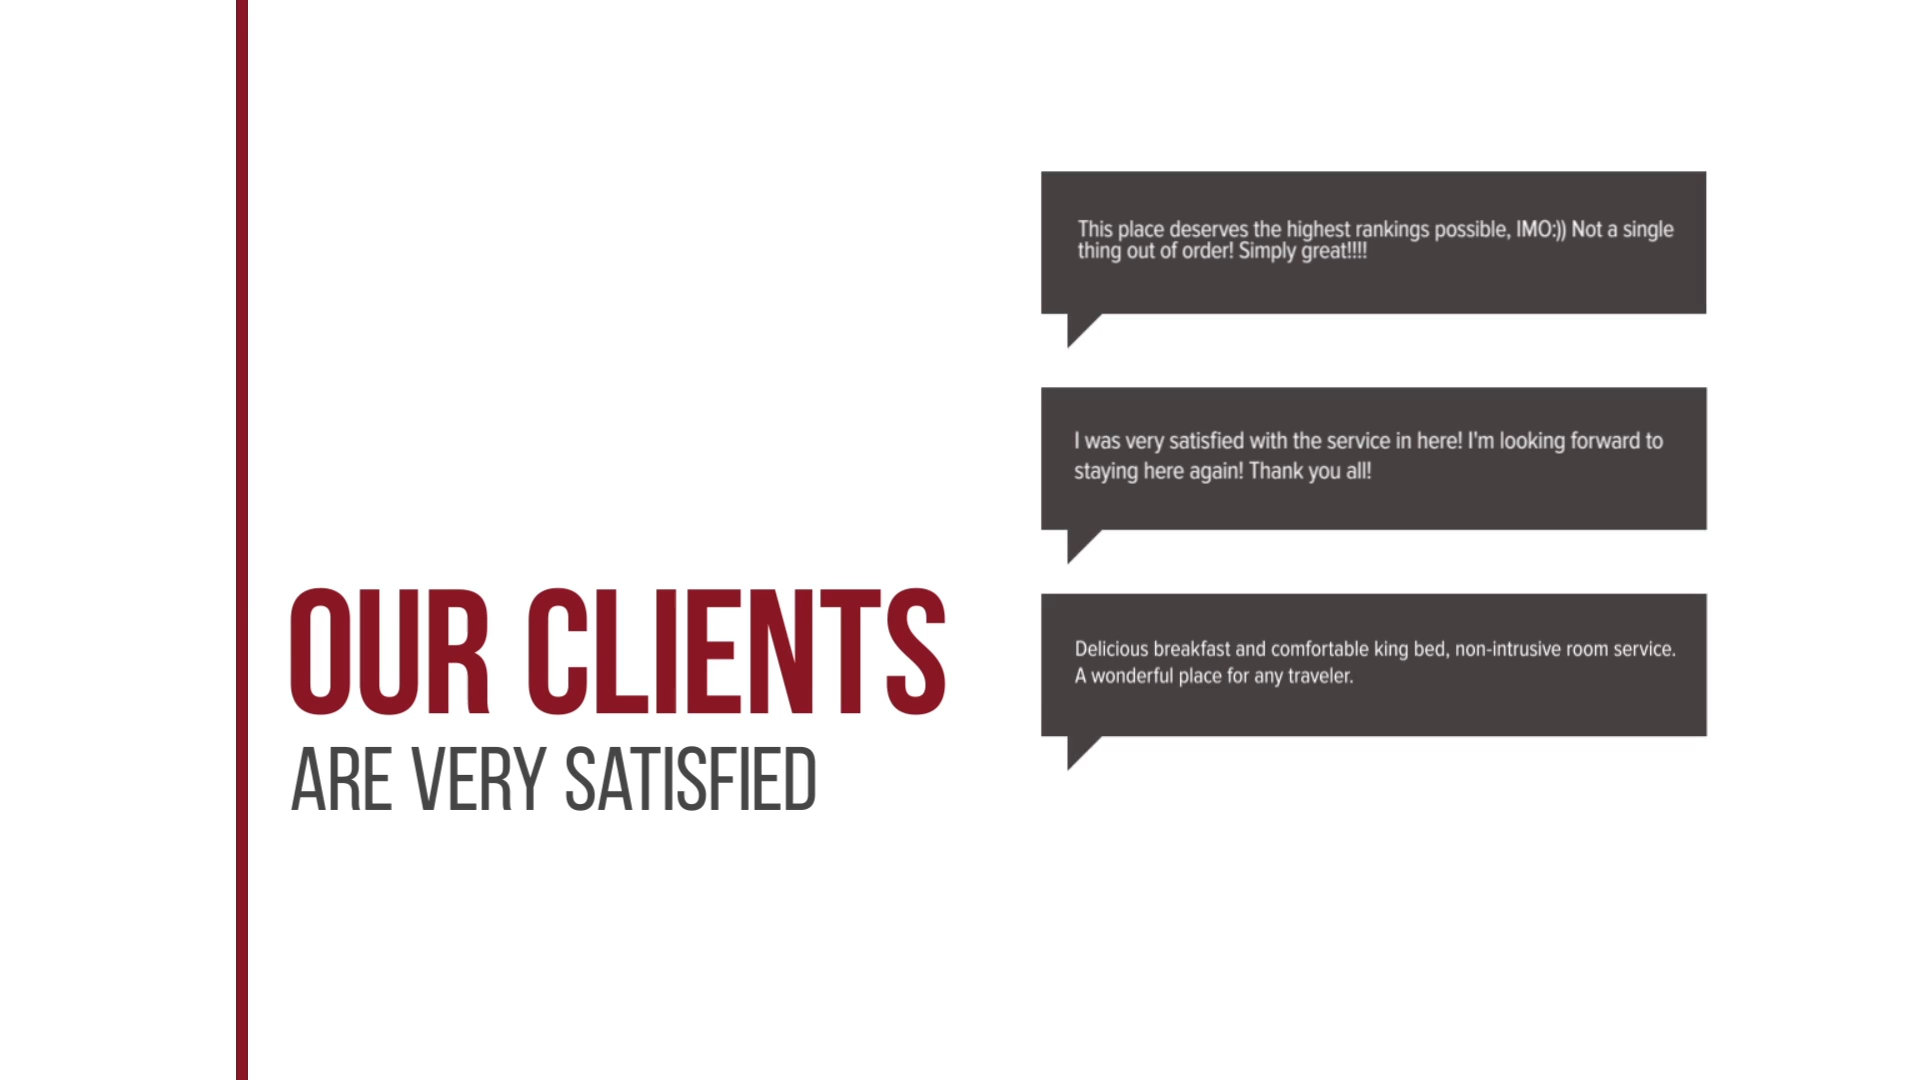 OUR CLIENTS
ARE VERY SATISFIED
This place deserves the highest rankings possible, IMO:)) Not a single
thing out of order! Simply great!!!!
I was very satisfied with the service in here! I'm looking forward to
staying here again! Thank you all!
Delicious breakfast and comfortable king bed, non-intrusive room service.
A wonderful place for any traveler.